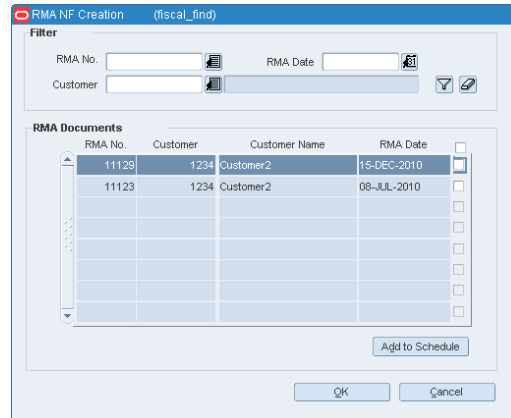 RMA NF Creation (fiscal_find)
Filter
RMA No. RMA Date 31
Customer
RMA Documents
RMA No. Customer Customer Name RMA Date
11129 1234 Customer2 15-DEC-2010
11123 1234 Customer2 08-JUL-2010
Add to Schedule
OK Cancel